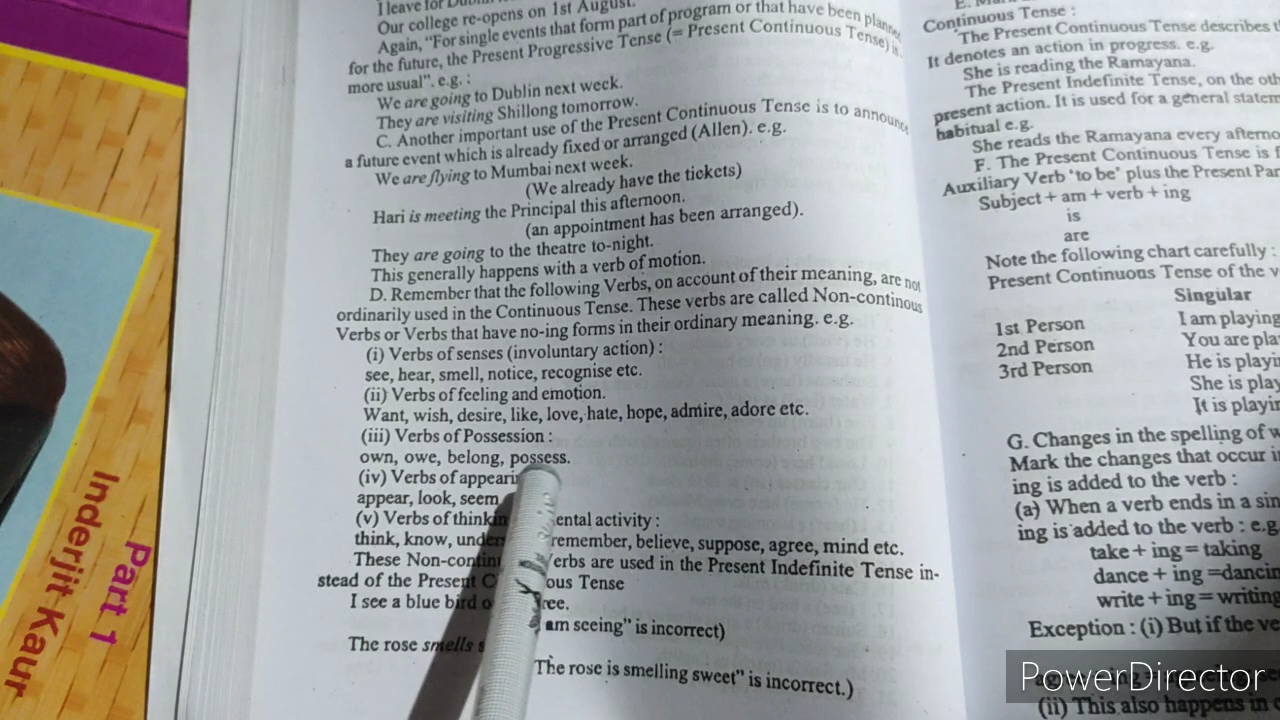 I leave for
Our college re-opens on 1st August.
Again, "For single events that form part of program or that have been planned
for the future, the Present Progressive Tense (= Present Continuous Tense) is
more usual". e.g. :
We are going to Dublin next week.
They are visiting Shillong tomorrow.
C. Another important use of the Present Continuous Tense is to announce
a future event which is already fixed or arranged (Allen). e.g.
We are flying to Mumbai next week.
(We already have the tickets)
Hari is meeting the Principal this afternoon.
(an appointment has been arranged).
They are going to the theatre to-night.
This generally happens with a verb of motion.
D. Remember that the following Verbs, on account of their meaning, are not
ordinarily used in the Continuous Tense. These verbs are called Non-continous
Verbs or Verbs that have no-ing forms in their ordinary meaning. e.g.
(i) Verbs of senses (involuntary action) :
see, hear, smell, notice, recognise etc.
(ii) Verbs of feeling and emotion.
Want, wish, desire, like, love, hate, hope, admire, adore etc.
(iii) Verbs of Possession :
own, owe, belong, possess.
(iv) Verbs of
appear, look, seem
(v) Verbs of ental activity :
think, know, remember, believe, suppose, agree, mind etc.
These erbs are used in the Present Indefinite Tense in-
stead of the Present ous Tense
I see a blue bird ree.
am seeing" is incorrect)
The rose smells
The rose is smelling sweet" is incorrect.)
Continuous Tense :
The Present Continuous Tense describes
It denotes an action in progress. e.g.
She is reading the Ramayana.
The Present Indefinite Tense, on the
present action. It is used for a general
habitual e.g.
She reads the Ramayana every
F. The Present Continuous Tense is
Auxiliary Verb 'to be' plus the Present
Subject + am + verb + ing
is
are
Note the following chart carefully :
Present Continuous Tense of the
Singular
1st Person I am playing
2nd Person You are
3rd Person He is
She is
It is
G. Changes in the spelling of
Mark the changes that occur
ing is added to the verb :
(a) When a verb ends in a
ing is added to the verb : e.g
take + ing = taking
dance + ing =
write + ing = writing
Exception : (i) But if the
(ii) This also happens in
Part 1
Inderjit Kaur
PowerDirector